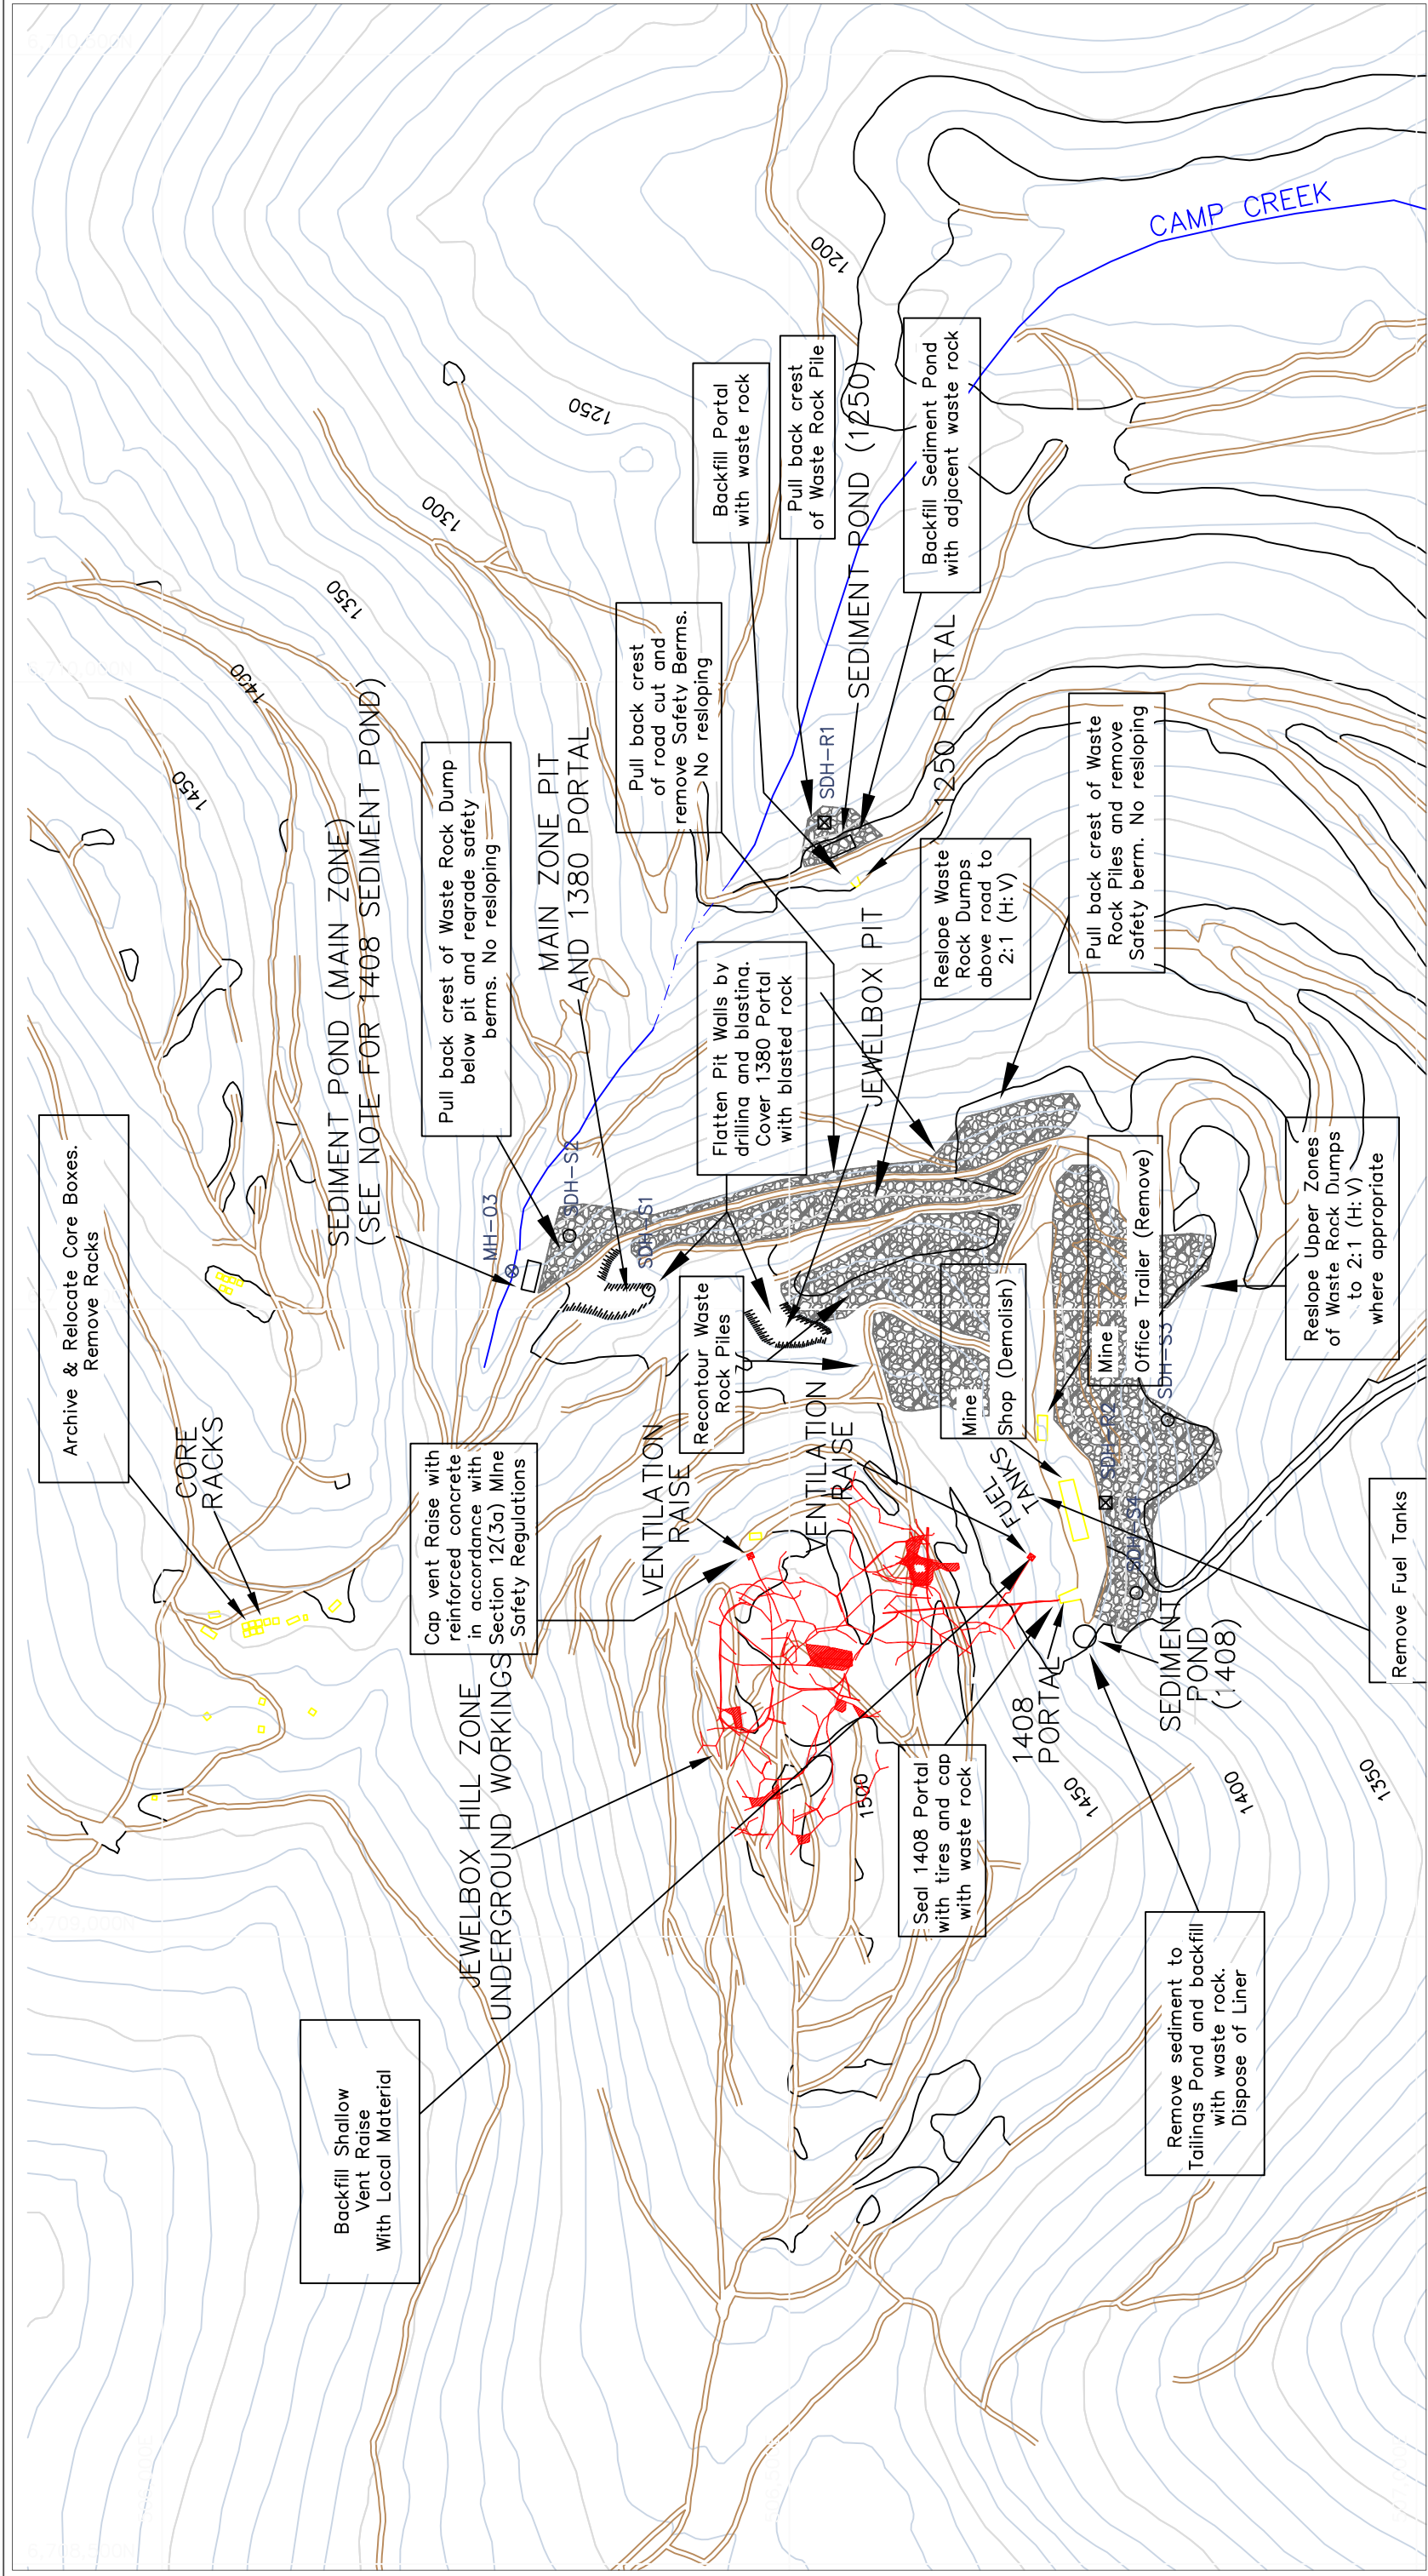 Archive & Relocate Core Boxes.
Remove Racks
CORE
RACKS
SEDIMENT POND (MAIN ZONE)
(SEE NOTE FOR 1408 SEDIMENT POND)
Pull back crest of Waste Rock Dump
below pit and regrade safety
berms. No resloping
MAIN ZONE PIT
AND 1380 PORTAL
MH-03
SDH-S2
SDH-S1
Pull back crest
of road cut and
remove Safety Berms.
No resloping
Backfill Portal
with waste rock
Pull back crest
of Waste Rock Pile
SEDIMENT POND (1250)
Backfill Sediment Pond
with adjacent waste rock
SDH-R1
1250 PORTAL
CAMP CREEK
1200
1250
1300
1350
1400
1450
Flatten Pit Walls by
drilling and blasting.
Cover 1380 Portal
with blasted rock
JEWELBOX PIT
Reslope Waste
Rock Dumps
above road to
2:1 (H:V)
Pull back crest of Waste
Rock Piles and remove
Safety berm. No resloping
Reslope Upper Zones
of Waste Rock Dumps
to 2:1 (H:V)
where appropriate
Recontour Waste
Rock Piles
Mine
Shop (Demolish)
Mine
Office Trailer (Remove)
SDH-S3
SDH-R2
SDH-S4
Cap vent Raise with
reinforced concrete
in accordance with
Section 12(3a) MIne
Safety Regulations
VENTILATION
RAISE
VENTILATION
RAISE
FUEL
TANKS
Remove Fuel Tanks
JEWELBOX HILL ZONE
UNDERGROUND WORKINGS
1408
PORTAL
SEDIMENT
POND
(1408)
Seal 1408 Portal
with tires and cap
with waste rock
1500
1450
1400
1350
Backfill Shallow
Vent Raise
With Local Material
Remove sediment to
Tailings Pond and backfill
with waste rock.
Dispose of Liner